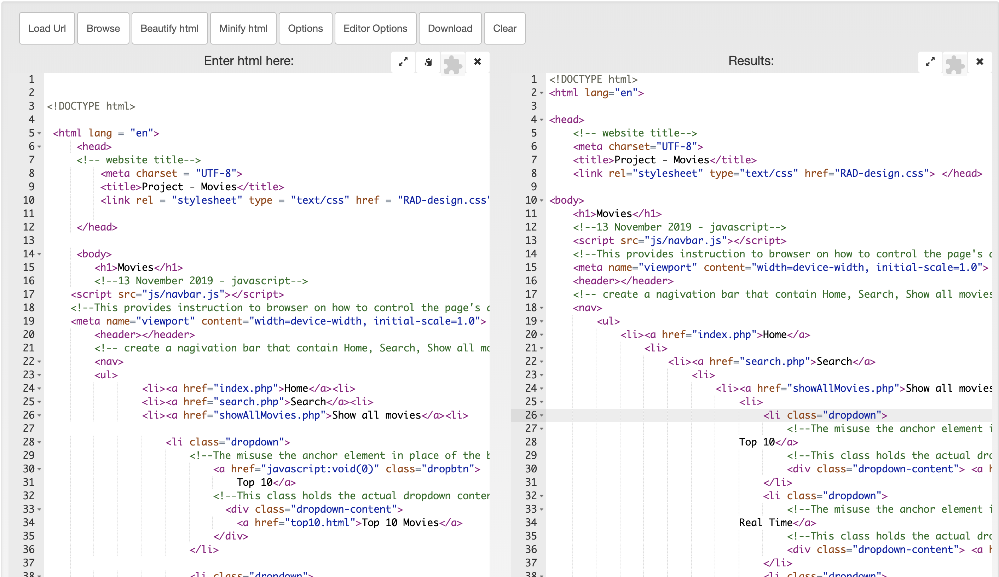 Load Url Browse Beautify html Minify html Options Editor Options Download Clear
Enter html here:
1
2
3 <!DOCTYPE html>
4
5 <html lang = "en">
6 <head>
7 <!-- website title-->
8 <meta charset = "UTF-8">
9 <title>Project - Movies</title>
10 <link rel = "stylesheet" type = "text/css" href = "RAD-design.css"
11
12 </head>
13
14 <body>
15 <h1>Movies</h1>
16 <!--13 November 2019 - javascript-->
17 <script src="js/navbar.js"></script>
18 <!--This provides instruction to browser on how to control the page's
19 <meta name="viewport" content="width=device-width, initial-scale=1.0">
20 <header></header>
21 <!-- create a nagivation bar that contain Home, Search, Show all
22 <nav>
23 <ul>
24 <li><a href="index.php">Home</a><li>
25 <li><a href="search.php">Search</a><li>
26 <li><a href="showAllMovies.php">Show all movies</a><li>
27
28 <li class="dropdown">
29 <!--The misuse the anchor element in place of the
30 <a href="javascript:void(0)" class="dropbtn">
31 Top 10</a>
32 <!--This class holds the actual dropdown
33 <div class="dropdown-content">
34 <a href="top10.html">Top 10 Movies</a>
35 </div>
36 </li>
37
38 <li class="dropdown">
Results:
1 <!DOCTYPE html>
2 <html lang="en">
3
4 <head>
5 <!-- website title-->
6 <meta charset="UTF-8">
7 <title>Project - Movies</title>
8 <link rel="stylesheet" type="text/css" href="RAD-design.css"> </head>
9
10 <body>
11 <h1>Movies</h1>
12 <!--13 November 2019 - javascript-->
13 <script src="js/navbar.js"></script>
14 <!--This provides instruction to browser on how to control the page's
15 <meta name="viewport" content="width=device-width, initial-scale=1.0">
16 <header></header>
17 <!-- create a nagivation bar that contain Home, Search, Show all movies
18 <nav>
19 <ul>
20 <li><a href="index.php">Home</a>
21 <li>
22 <li><a href="search.php">Search</a>
23 <li>
24 <li><a href="showAllMovies.php">Show all movies
25 <li>
26 <li class="dropdown">
27 <!--The misuse the anchor element
28 Top 10</a>
29 <!--This class holds the actual
30 <div class="dropdown-content"> <a
31 </li>
32 <li class="dropdown">
33 <!--The misuse the anchor element
34 Real Time</a>
35 <!--This class holds the actual
36 <div class="dropdown-content"> <a
37 </li>
38 <li class="dropdown">